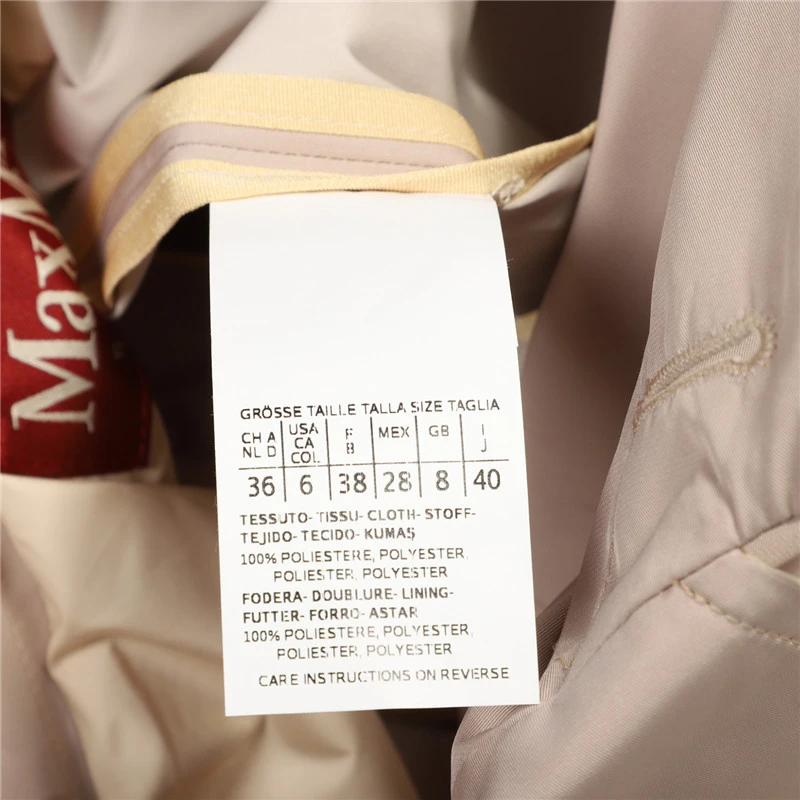 MaxM
GRÖSSE TAILLE TALLA SIZE TAGLIA
CH A NL D
USA CA COL
F B
MEX
GB
I J
36 6 38 28 8 40
TESSUTO- TISSU- CLOTH- STOFF-
TEJIDO- TECIDO- KUMAŞ
100% POLIESTERE, POLYESTER,
POLIESTER, POLYESTER
FODERA- DOUBLURE- LINING-
FUTTER- FORRO- ASTAR
100% POLIESTERE, POLYESTER,
POLIESTER, POLYESTER
CARE INSTRUCTIONS ON REVERSE